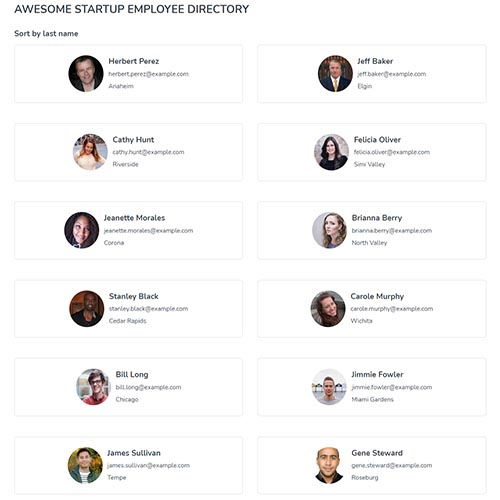 AWESOME STARTUP EMPLOYEE DIRECTORY
Sort by last name
Herbert Perez
herbert.perez@example.com
Anaheim
Jeff Baker
jeff.baker@example.com
Elgin
Cathy Hunt
cathy.hunt@example.com
Riverside
Felicia Oliver
felicia.oliver@example.com
Simi Valley
Jeanette Morales
jeanette.morales@example.com
Corona
Brianna Berry
brianna.berry@example.com
North Valley
Stanley Black
stanley.black@example.com
Cedar Rapids
Carole Murphy
carole.murphy@example.com
Wichita
Bill Long
bill.long@example.com
Chicago
Jimmie Fowler
jimmie.fowler@example.com
Miami Gardens
James Sullivan
james.sullivan@example.com
Tempe
Gene Steward
gene.steward@example.com
Roseburg